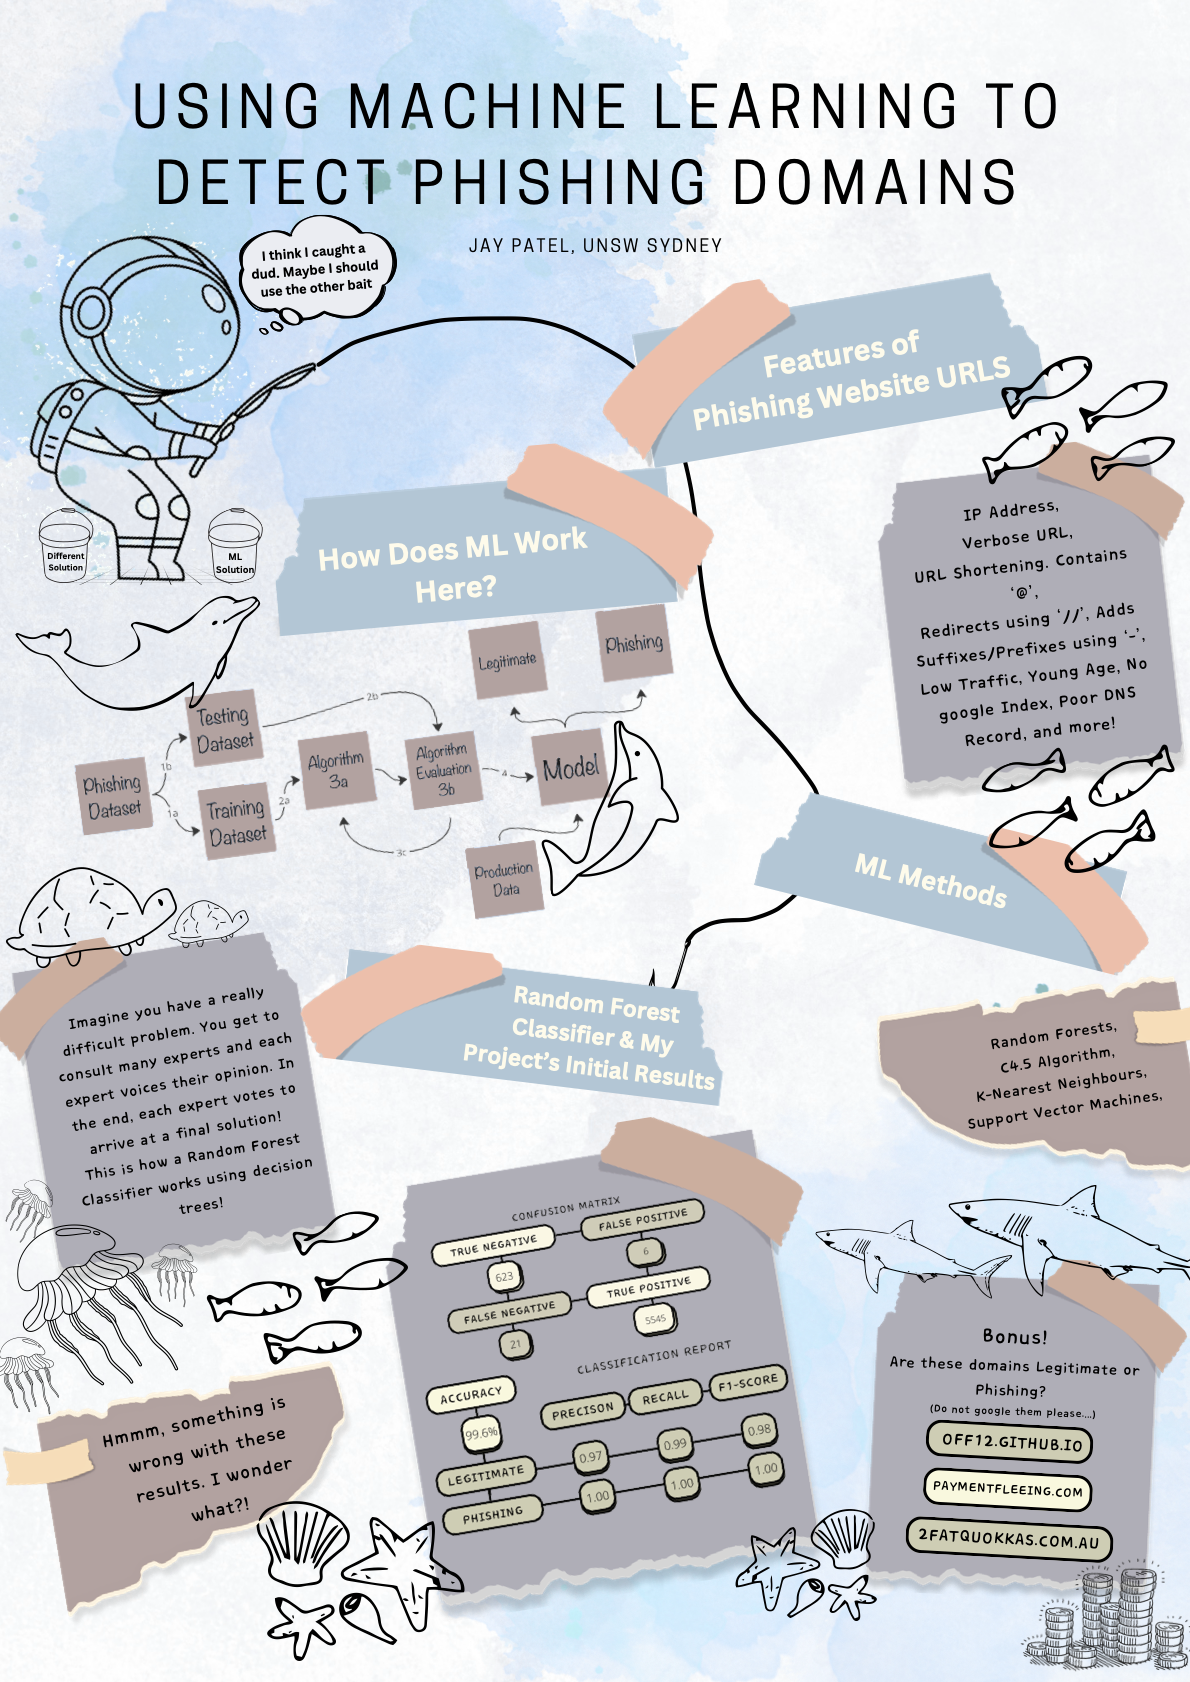 USING MACHINE LEARNING TO
DETECT PHISHING DOMAINS
JAY PATEL, UNSW SYDNEY
I think I caught a
dud. Maybe I should
use the other bait
Different
Solution
ML
Solution
Features of
Phishing Website URLS
IP Address,
Verbose URL,
URL Shortening. Contains
‘@’,
Redirects using ‘//’, Adds
Suffixes/Prefixes using ‘-’,
Low Traffic, Young Age, No
google Index, Poor DNS
Record, and more!
How Does ML Work
Here?
Phishing
Dataset
1b
1a
Testing
Dataset
Training
Dataset
2b
2a
Algorithm
3a
Algorithm
Evaluation
3b
3c
4
Model
Legitimate
Phishing
Production
Data
ML Methods
Random Forests,
C4.5 Algorithm,
K-Nearest Neighbours,
Support Vector Machines,
Random Forest
Classifier & My
Project’s Initial Results
Imagine you have a really
difficult problem. You get to
consult many experts and each
expert voices their opinion. In
the end, each expert votes to
arrive at a final solution!
This is how a Random Forest
Classifier works using decision
trees!
CONFUSION MATRIX
TRUE NEGATIVE
FALSE POSITIVE
623
6
FALSE NEGATIVE
TRUE POSITIVE
21
5545
CLASSIFICATION REPORT
ACCURACY
PRECISON
RECALL
F1-SCORE
99.6%
LEGITIMATE
0.97
0.99
0.98
PHISHING
1.00
1.00
1.00
Hmmm, something is
wrong with these
results. I wonder
what?!
Bonus!
Are these domains Legitimate or
Phishing?
(Do not google them please....)
OFF12.GITHUB.IO
PAYMENTFLEEING.COM
2FATQUOKKAS.COM.AU